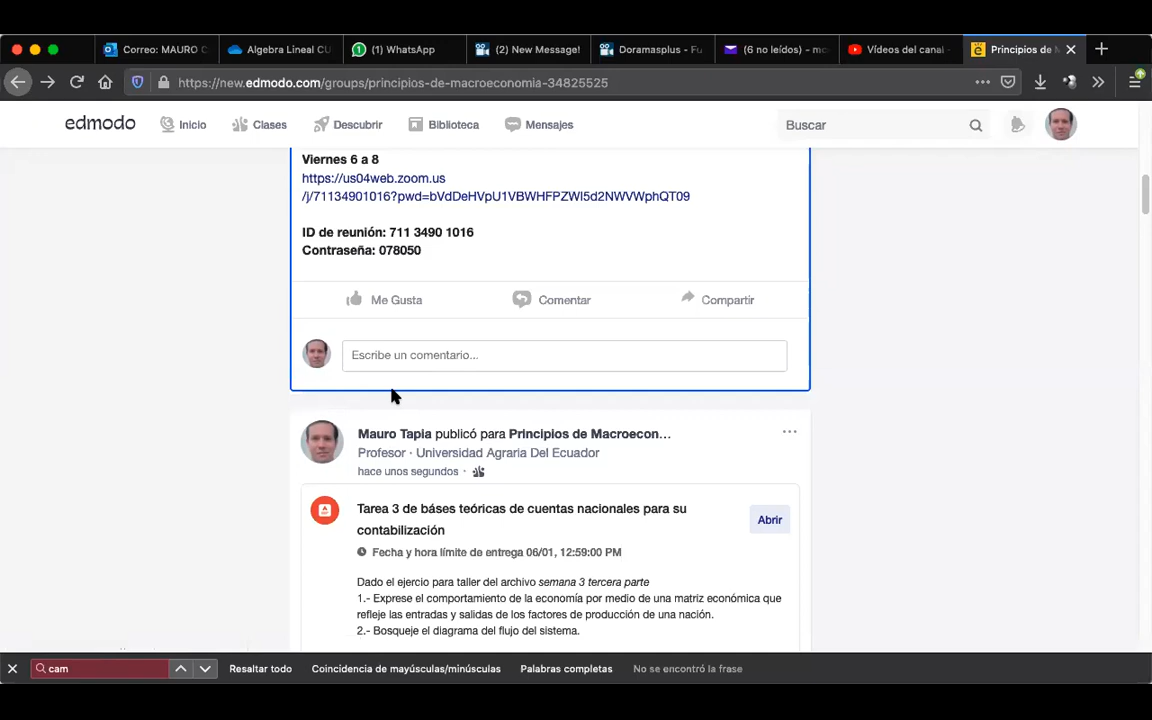 Correo: MAURO C
Algebra Lineal CU
(1) WhatsApp
(2) New Message!
Doramasplus - Fu
(6 no leídos) - mc
Vídeos del canal -
Principios de M
https://new.edmodo.com/groups/principios-de-macroeconomia-34825525
edmodo
Inicio
Clases
Descubrir
Biblioteca
Mensajes
Buscar
Viernes 6 a 8
https://us04web.zoom.us
/j/71134901016?pwd=bVdDeHVpU1VBWHFPZWl5d2NWVWphQT09
ID de reunión: 711 3490 1016
Contraseña: 078050
Me Gusta
Comentar
Compartir
Escribe un comentario...
Mauro Tapia publicó para Principios de Macroecon...
Profesor · Universidad Agraria Del Ecuador
hace unos segundos ·
Tarea 3 de báses teóricas de cuentas nacionales para su
contabilización
Abrir
Fecha y hora límite de entrega 06/01, 12:59:00 PM
Dado el ejercio para taller del archivo semana 3 tercera parte
1.- Exprese el comportamiento de la economía por medio de una matriz económica que
refleje las entradas y salidas de los factores de producción de una nación.
2.- Bosqueje el diagrama del flujo del sistema.
cam
Resaltar todo
Coincidencia de mayúsculas/minúsculas
Palabras completas
No se encontró la frase